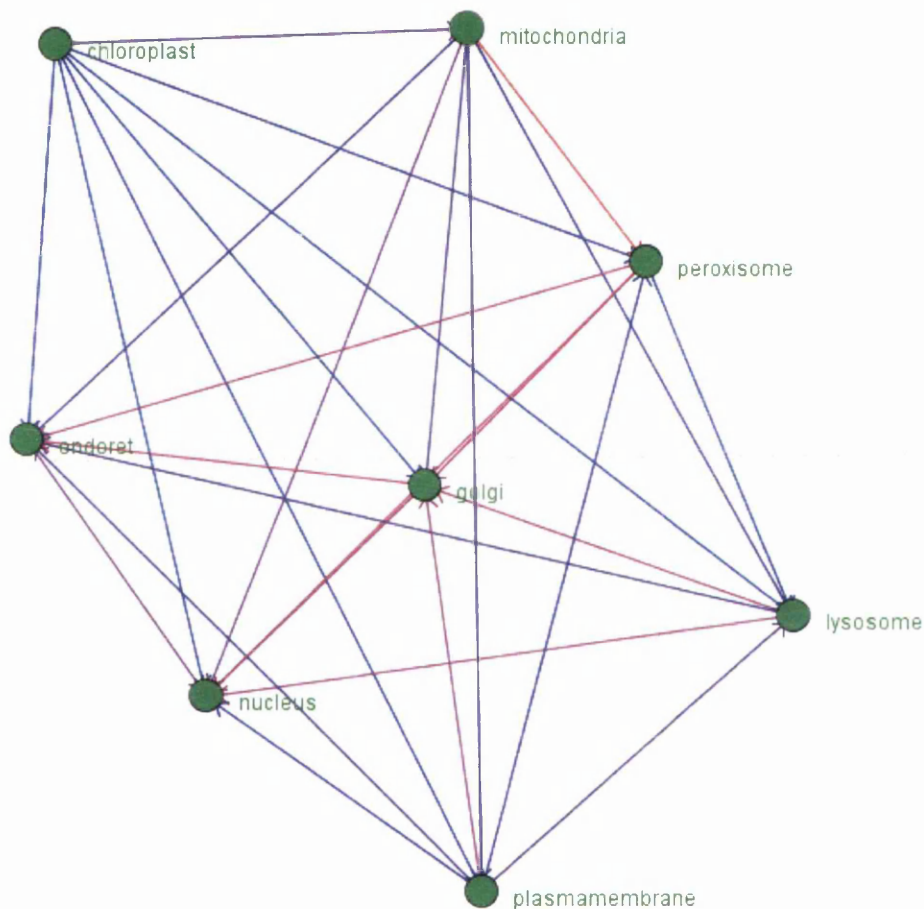 chloroplast
mitochondria
peroxisome
endoret
golgi
lysosome
nucleus
plasmamembrane